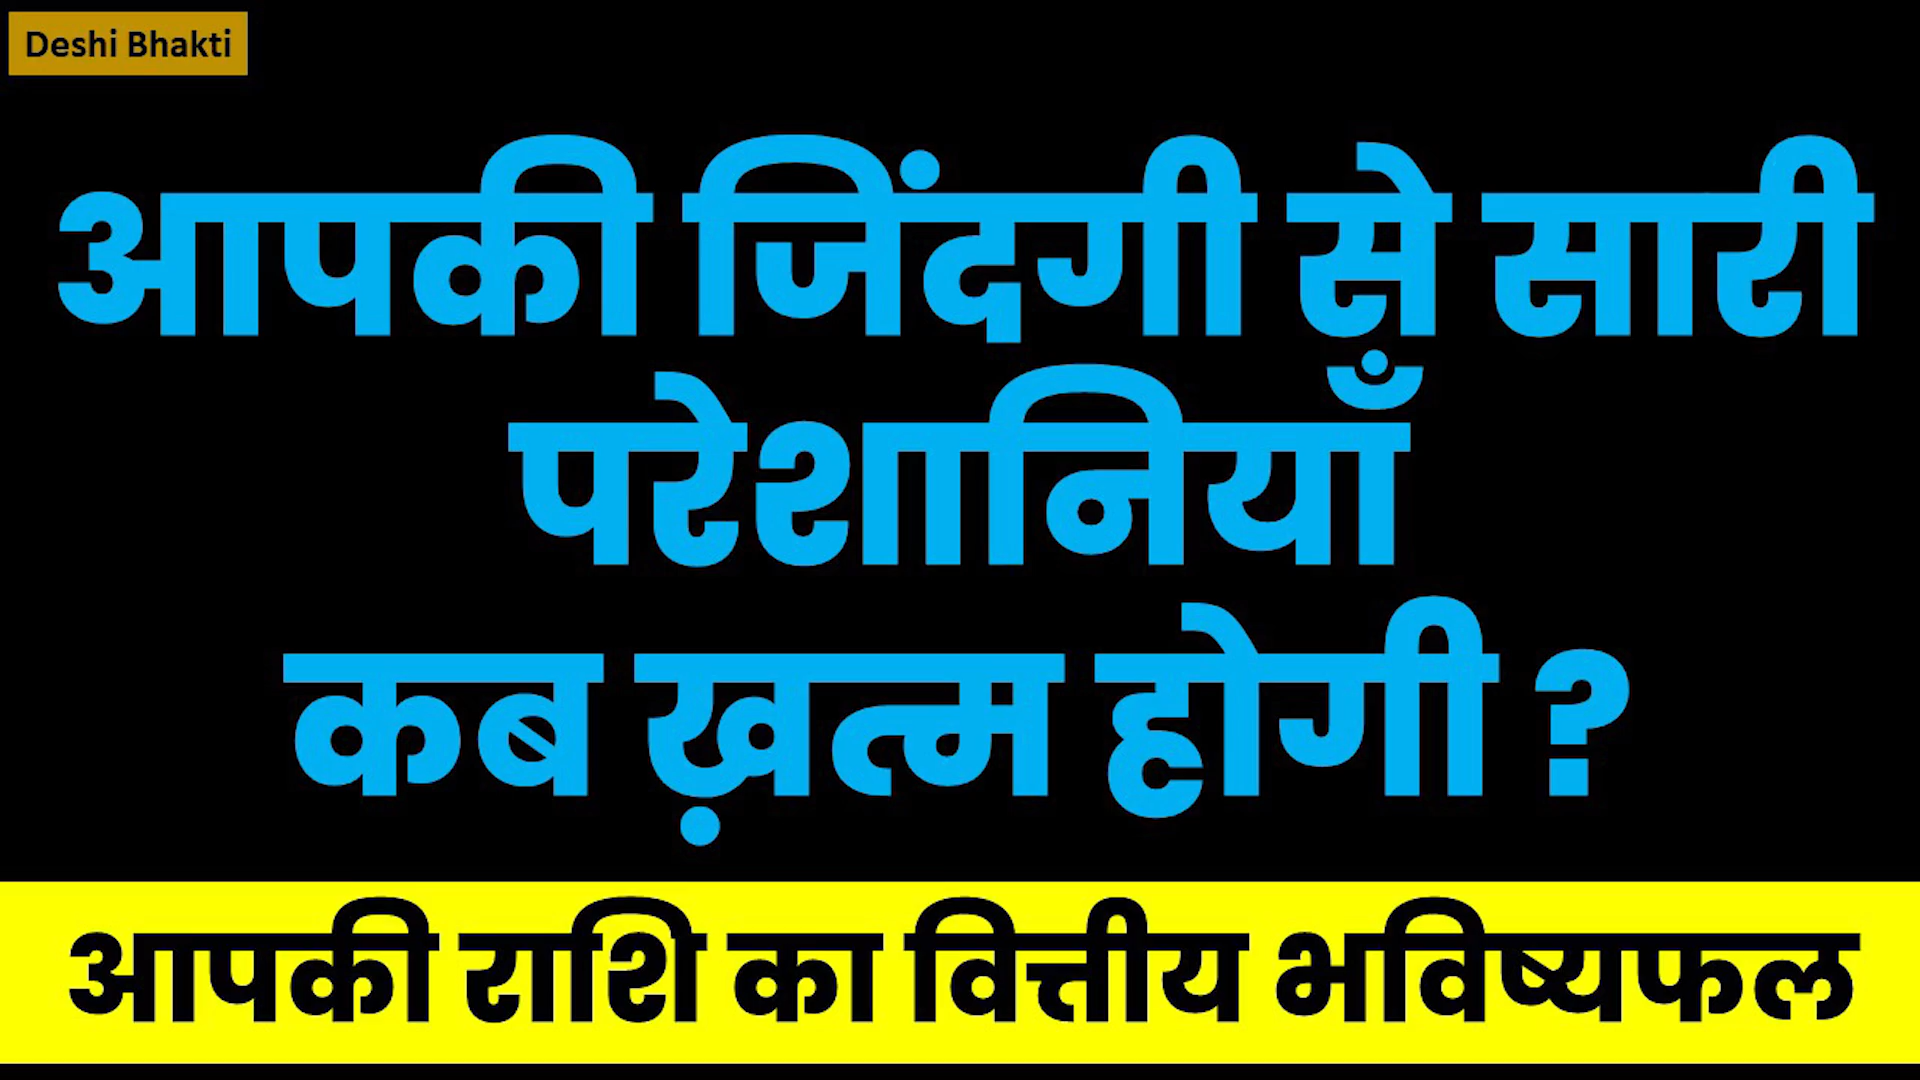 Deshi Bhakti
आपकी जिंदगी से़ सारी
परेशानियाँ
कब ख़त्म होगी ?
आपकी राशि का वित्तीय भविष्यफल